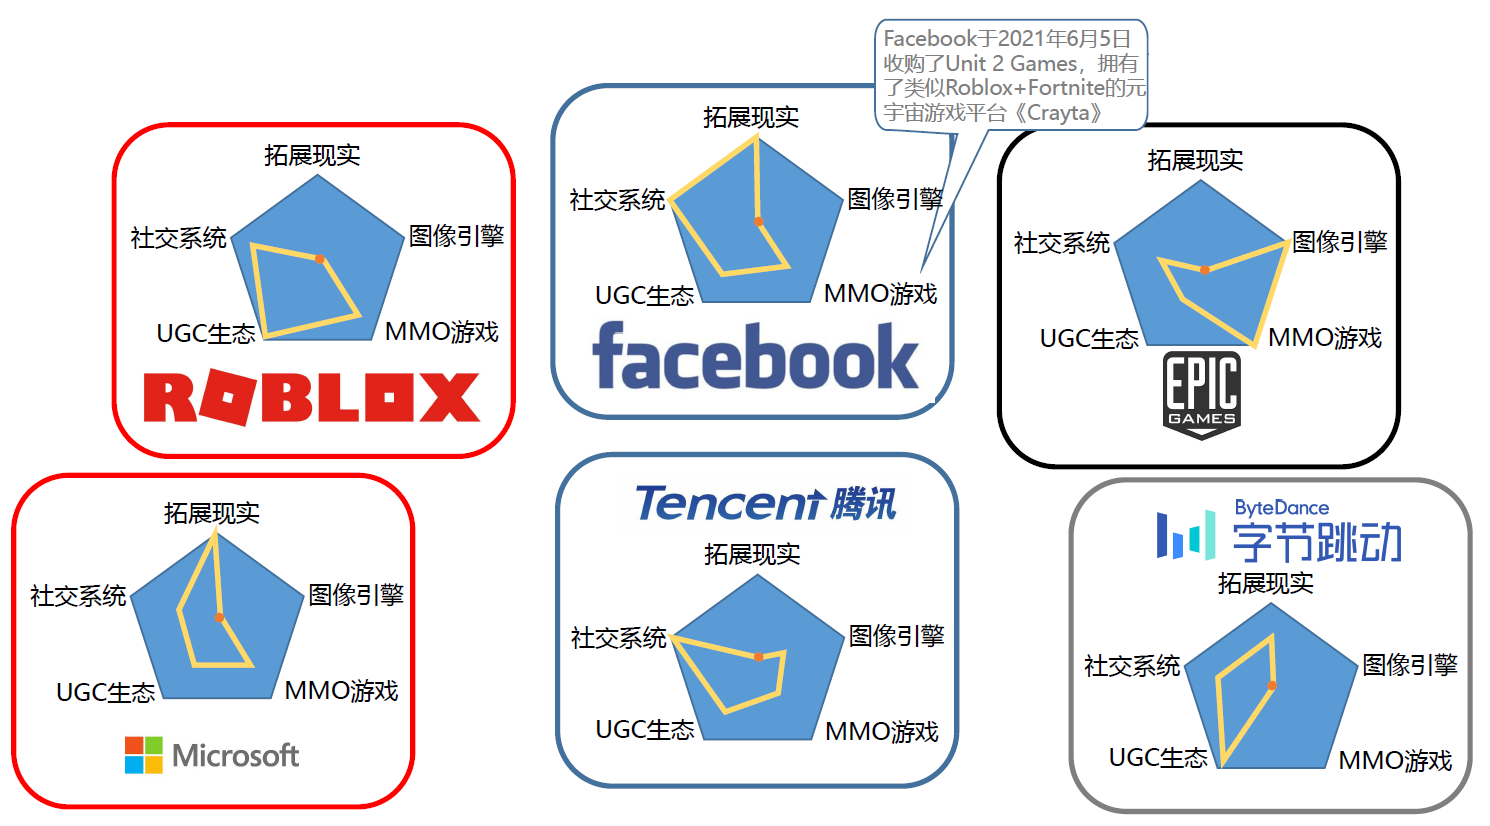 Facebook于2021年6月5日
收购了Unit 2 Games，拥有
了类似Roblox+Fortnite的元
宇宙游戏平台《Crayta》
拓展现实
社交系统
图像引擎
UGC生态
MMO游戏
ROBLOX
拓展现实
社交系统
图像引擎
UGC生态
MMO游戏
facebook
拓展现实
社交系统
图像引擎
UGC生态
MMO游戏
EPIC
GAMES
拓展现实
社交系统
图像引擎
UGC生态
MMO游戏
Microsoft
Tencent 腾讯
拓展现实
社交系统
图像引擎
UGC生态
MMO游戏
ByteDance
字节跳动
拓展现实
社交系统
图像引擎
UGC生态
MMO游戏